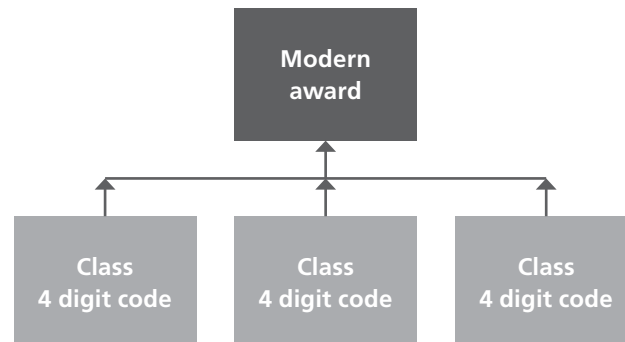 Modern
award
Class
4 digit code
Class
4 digit code
Class
4 digit code